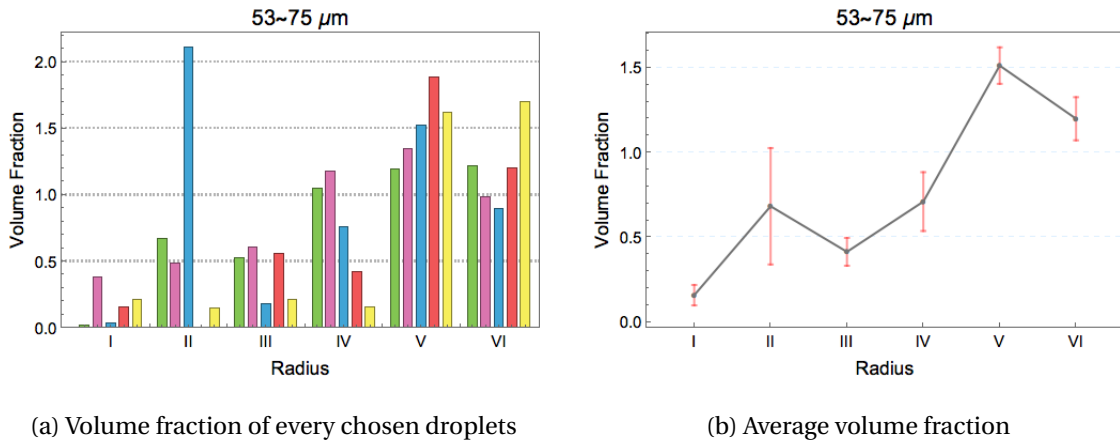 53~75 µm
Volume Fraction
2.0
1.5
1.0
0.5
0.0
I II III IV V VI
Radius
(a) Volume fraction of every chosen droplets
53~75 µm
Volume Fraction
1.5
1.0
0.5
0.0
I II III IV V VI
Radius
(b) Average volume fraction